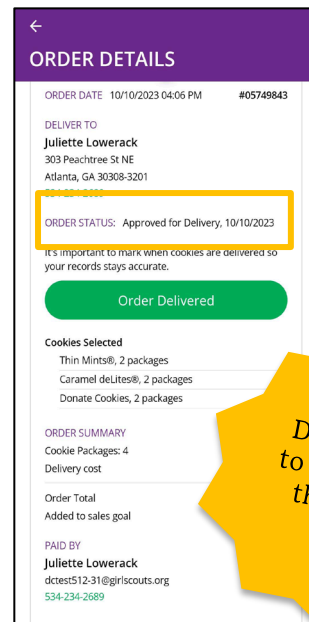 ORDER DETAILS
ORDER DATE 10/10/2023 04:06 PM #05749843
DELIVER TO
Juliette Lowerack
303 Peachtree St NE
Atlanta, GA 30308-3201
ORDER STATUS: Approved for Delivery, 10/10/2023
It's important to mark when cookies are delivered so
your records stays accurate.
Order Delivered
Cookies Selected
Thin Mints®, 2 packages
Caramel deLites®, 2 packages
Donate Cookies, 2 packages
ORDER SUMMARY
Cookie Packages: 4
Delivery cost
Order Total
Added to sales goal
PAID BY
Juliette Lowerack
dctest512-31@girlscouts.org
534-234-2689
to